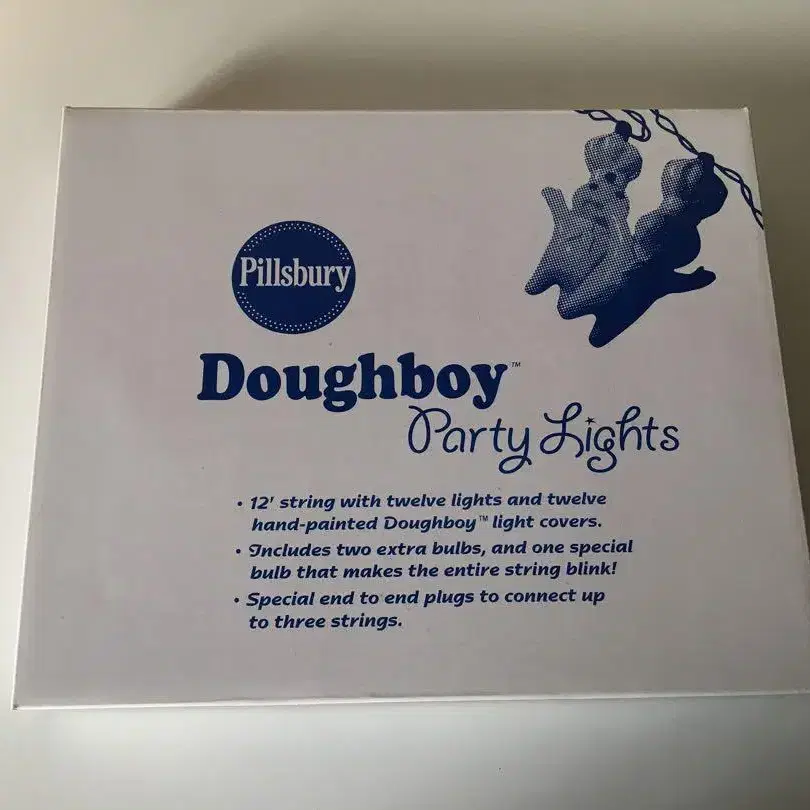 Pillsbury
Doughboy™
Party Lights
• 12' string with twelve lights and twelve
hand-painted Doughboy™ light covers.
• Includes two extra bulbs, and one special
bulb that makes the entire string blink!
• Special end to end plugs to connect up
to three strings.